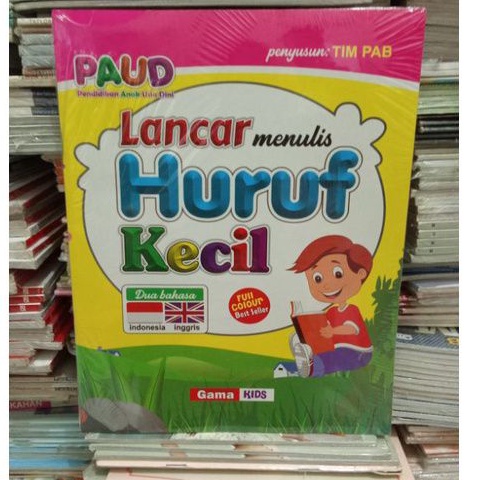 penyusun: TIM PAB
PAUD
Pendidikan Anak Usia Dini
Lancar menulis
Huruf
Kecil
Dua bahasa
indonesia inggris
FULL
COLOUR
Best Seller
Gama KIDS